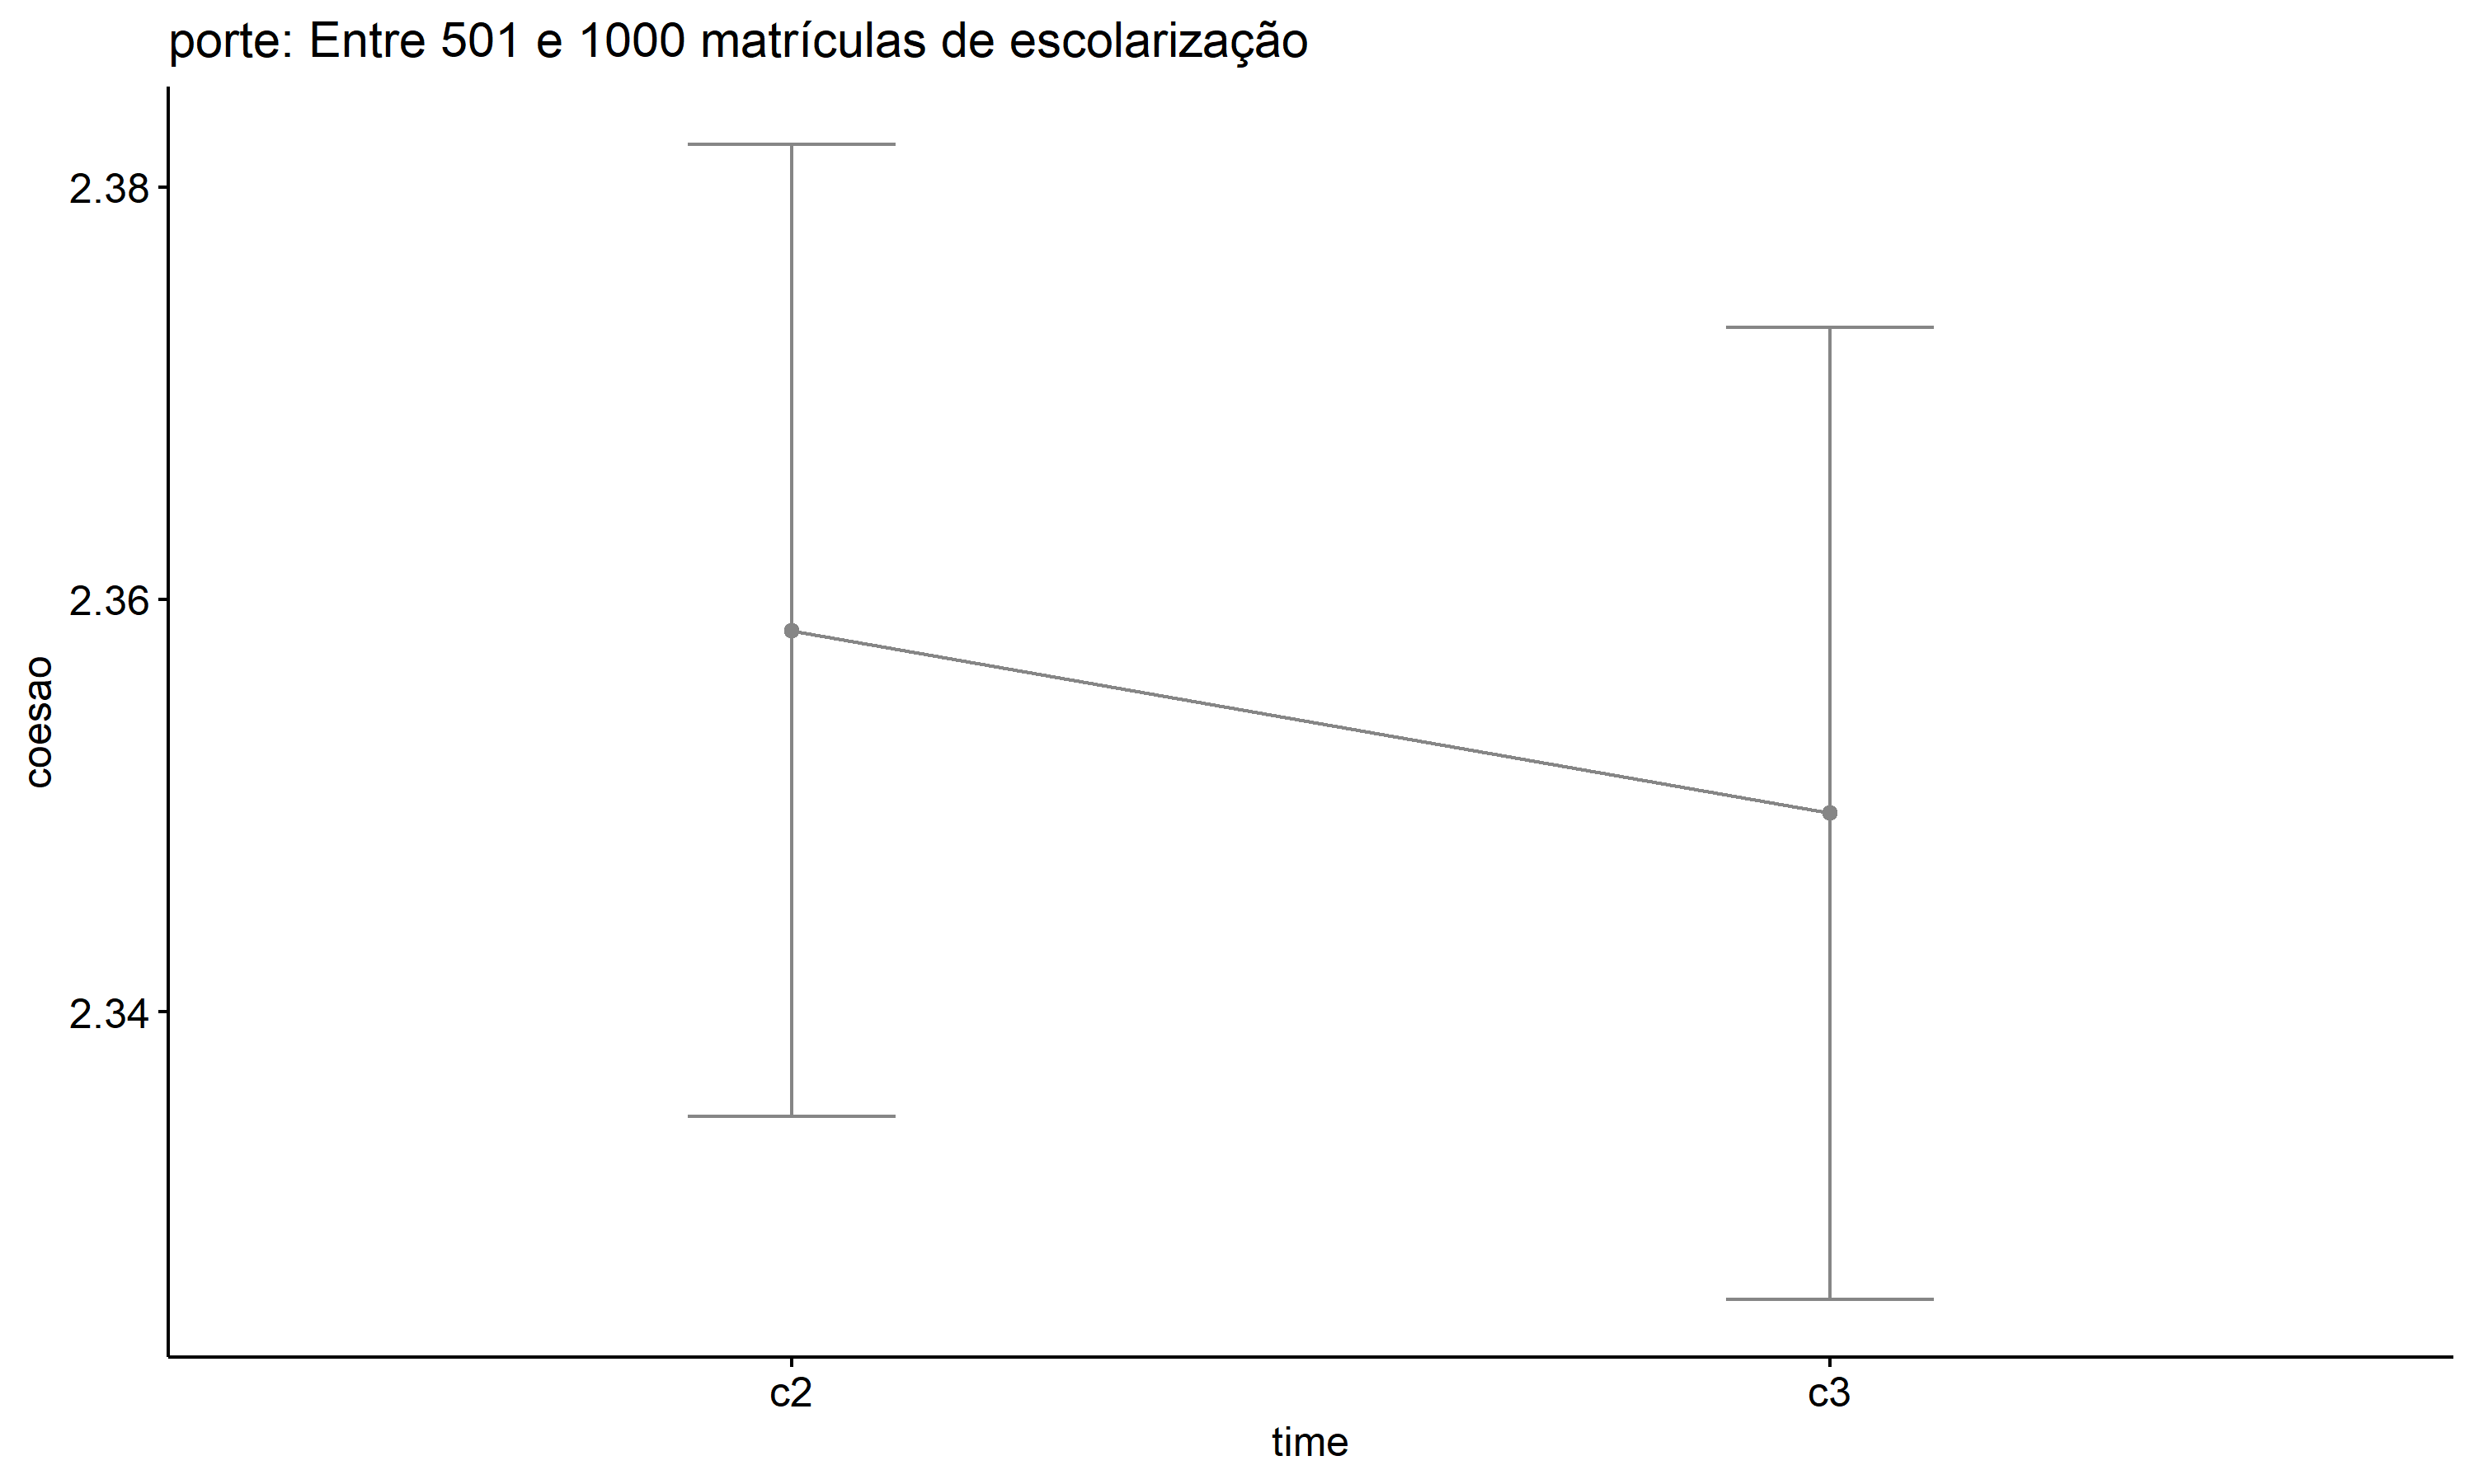 porte: Entre 501 e 1000 matrículas de escolarização
2.38
2.36
2.34
coesao
c2
c3
time